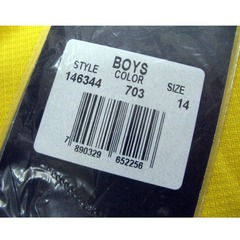 BOYS
STYLE COLOR SIZE
146344 703 14
7 890329 652256